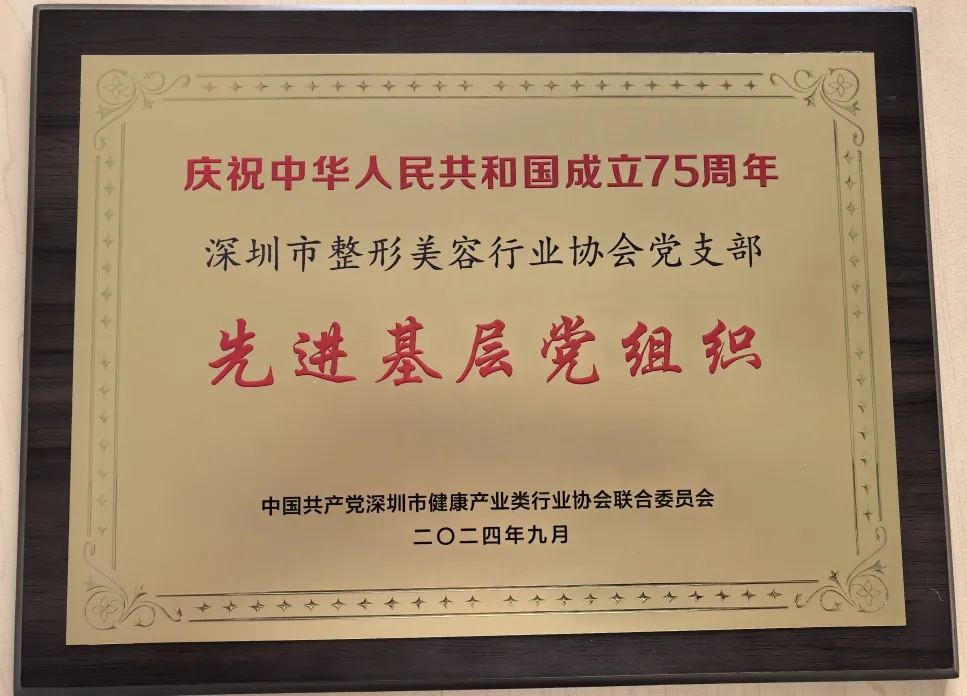 庆祝中华人民共和国成立75周年
深圳市整形美容行业协会党支部
先进基层党组织
中国共产党深圳市健康产业类行业协会联合委员会
二〇二四年九月